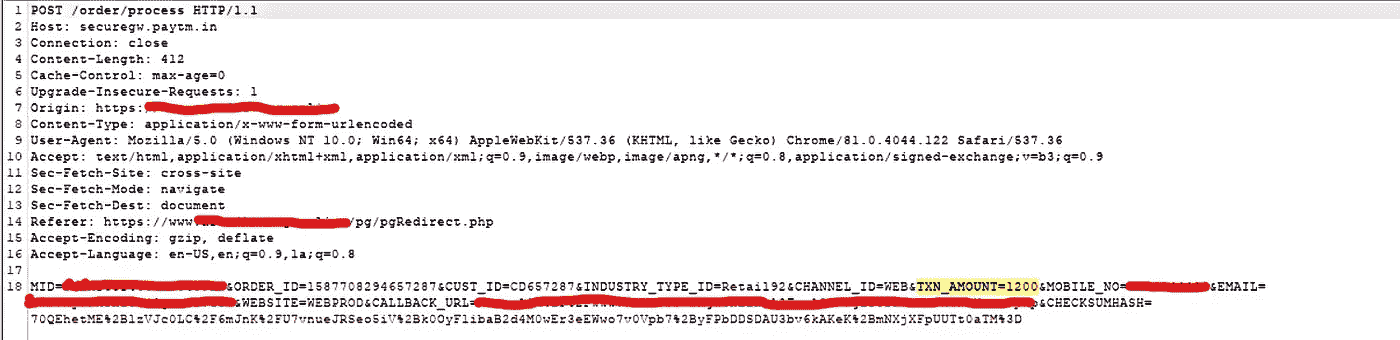 1 POST /order/process HTTP/1.1
2 Host: securegw.paytm.in
3 Connection: close
4 Content-Length: 412
5 Cache-Control: max-age=0
6 Upgrade-Insecure-Requests: 1
7 Origin: https:
8 Content-Type: application/x-www-form-urlencoded
9 User-Agent: Mozilla/5.0 (Windows NT 10.0; Win64; x64) AppleWebKit/537.36 (KHTML, like Gecko) Chrome/81.0.4044.122 Safari/537.36
10 Accept: text/html,application/xhtml+xml,application/xml;q=0.9,image/webp,image/apng,*/*;q=0.8,application/signed-exchange;v=b3;q=0.9
11 Sec-Fetch-Site: cross-site
12 Sec-Fetch-Mode: navigate
13 Sec-Fetch-Dest: document
14 Referer: https://www /pg/pgRedirect.php
15 Accept-Encoding: gzip, deflate
16 Accept-Language: en-US,en;q=0.9,la;q=0.8
17
18 MID= &ORDER_ID=1587708294657287&CUST_ID=CD657287&INDUSTRY_TYPE_ID=Retail92&CHANNEL_ID=WEB&TXN_AMOUNT=1200&MOBILE_NO= &EMAIL=
&WEBSITE=WEBPROD&CALLBACK_URL= &CHECKSUMHASH=
70QEhetME%2BlzVJc0LC%2F6mJnK%2FU7vnueJRSeo5iV%2Bk0OyFlibaB2d4M0wEr3eEWwo7v0Vpb7%2ByFPbDDSDAU3bv6kAKeK%2BmNXjXFpUUTt0aTM%3D